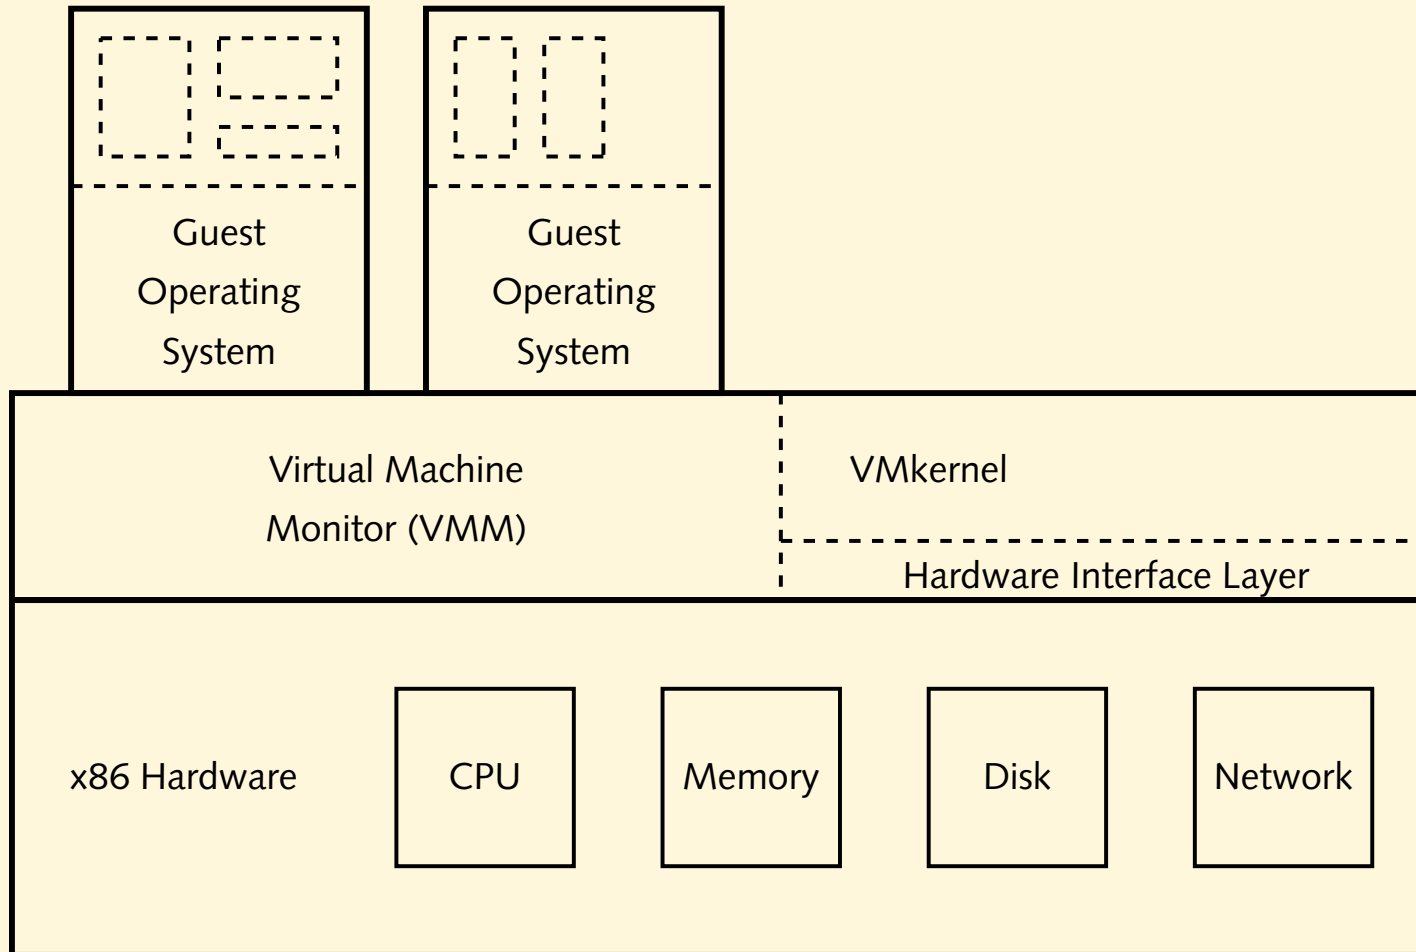 Guest
Operating
System
Guest
Operating
System
Virtual Machine
Monitor (VMM)
VMkernel
Hardware Interface Layer
x86 Hardware
CPU
Memory
Disk
Network